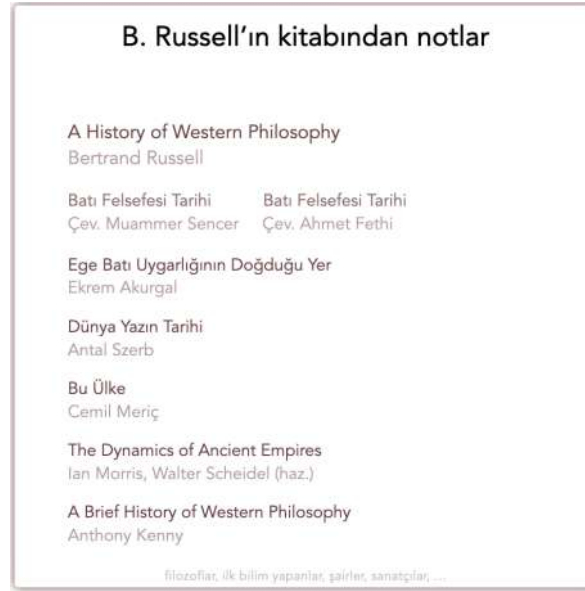 B. Russell’ın kitabından notlar
A History of Western Philosophy
Bertrand Russell
Batı Felsefesi Tarihi Batı Felsefesi Tarihi
Çev. Muammer Sencer Çev. Ahmet Fethi
Ege Batı Uygarlığının Doğduğu Yer
Ekrem Akurgal
Dünya Yazın Tarihi
Antal Szerb
Bu Ülke
Cemil Meriç
The Dynamics of Ancient Empires
Ian Morris, Walter Scheidel (haz.)
A Brief History of Western Philosophy
Anthony Kenny
filozoflar, ilk bilim yapanlar, şairler, sanatçılar, ...